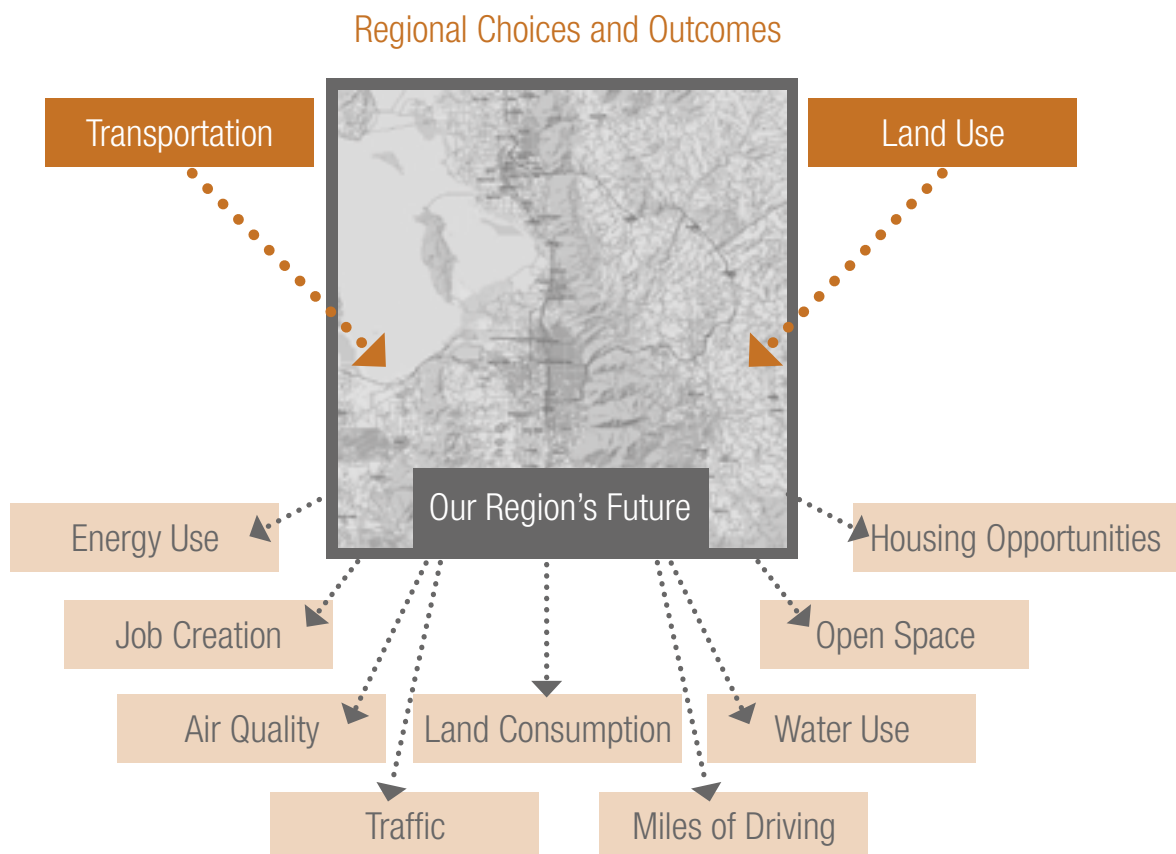 Regional Choices and Outcomes
Transportation
Land Use
Our Region's Future
Energy Use
Housing Opportunities
Job Creation
Open Space
Air Quality
Land Consumption
Water Use
Traffic
Miles of Driving